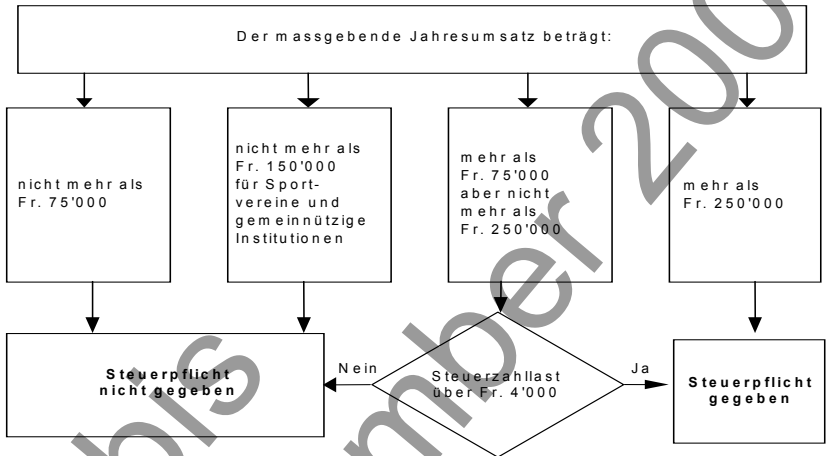 Der massgebende Jahresumsatz beträgt:
nicht mehr als
Fr. 75'000
nicht mehr als
Fr. 150'000
für Sport-
vereine und
gemeinnützige
Institutionen
mehr als
Fr. 75'000
aber nicht
mehr als
Fr. 250'000
mehr als
Fr. 250'000
Steuerpflicht
nicht gegeben
Nein
Steuerzahllast
über Fr. 4'000
Ja
Steuerpflicht
gegeben
bis